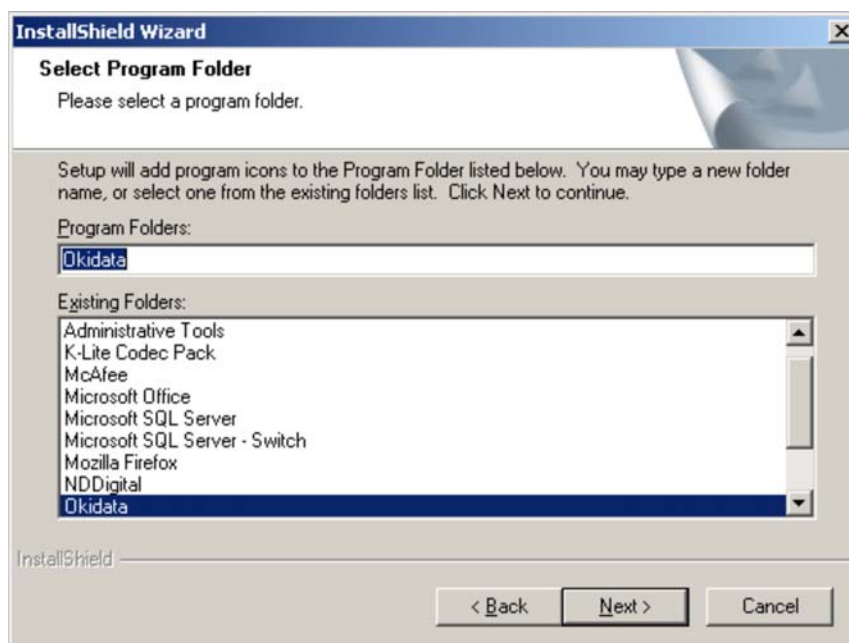 InstallShield Wizard
Select Program Folder
Please select a program folder.
Setup will add program icons to the Program Folder listed below. You may type a new folder
name, or select one from the existing folders list. Click Next to continue.
Program Folders:
Okidata
Existing Folders:
Administrative Tools
K-Lite Codec Pack
McAfee
Microsoft Office
Microsoft SQL Server
Microsoft SQL Server - Switch
Mozilla Firefox
NDDigital
Okidata
InstallShield
< Back
Next >
Cancel